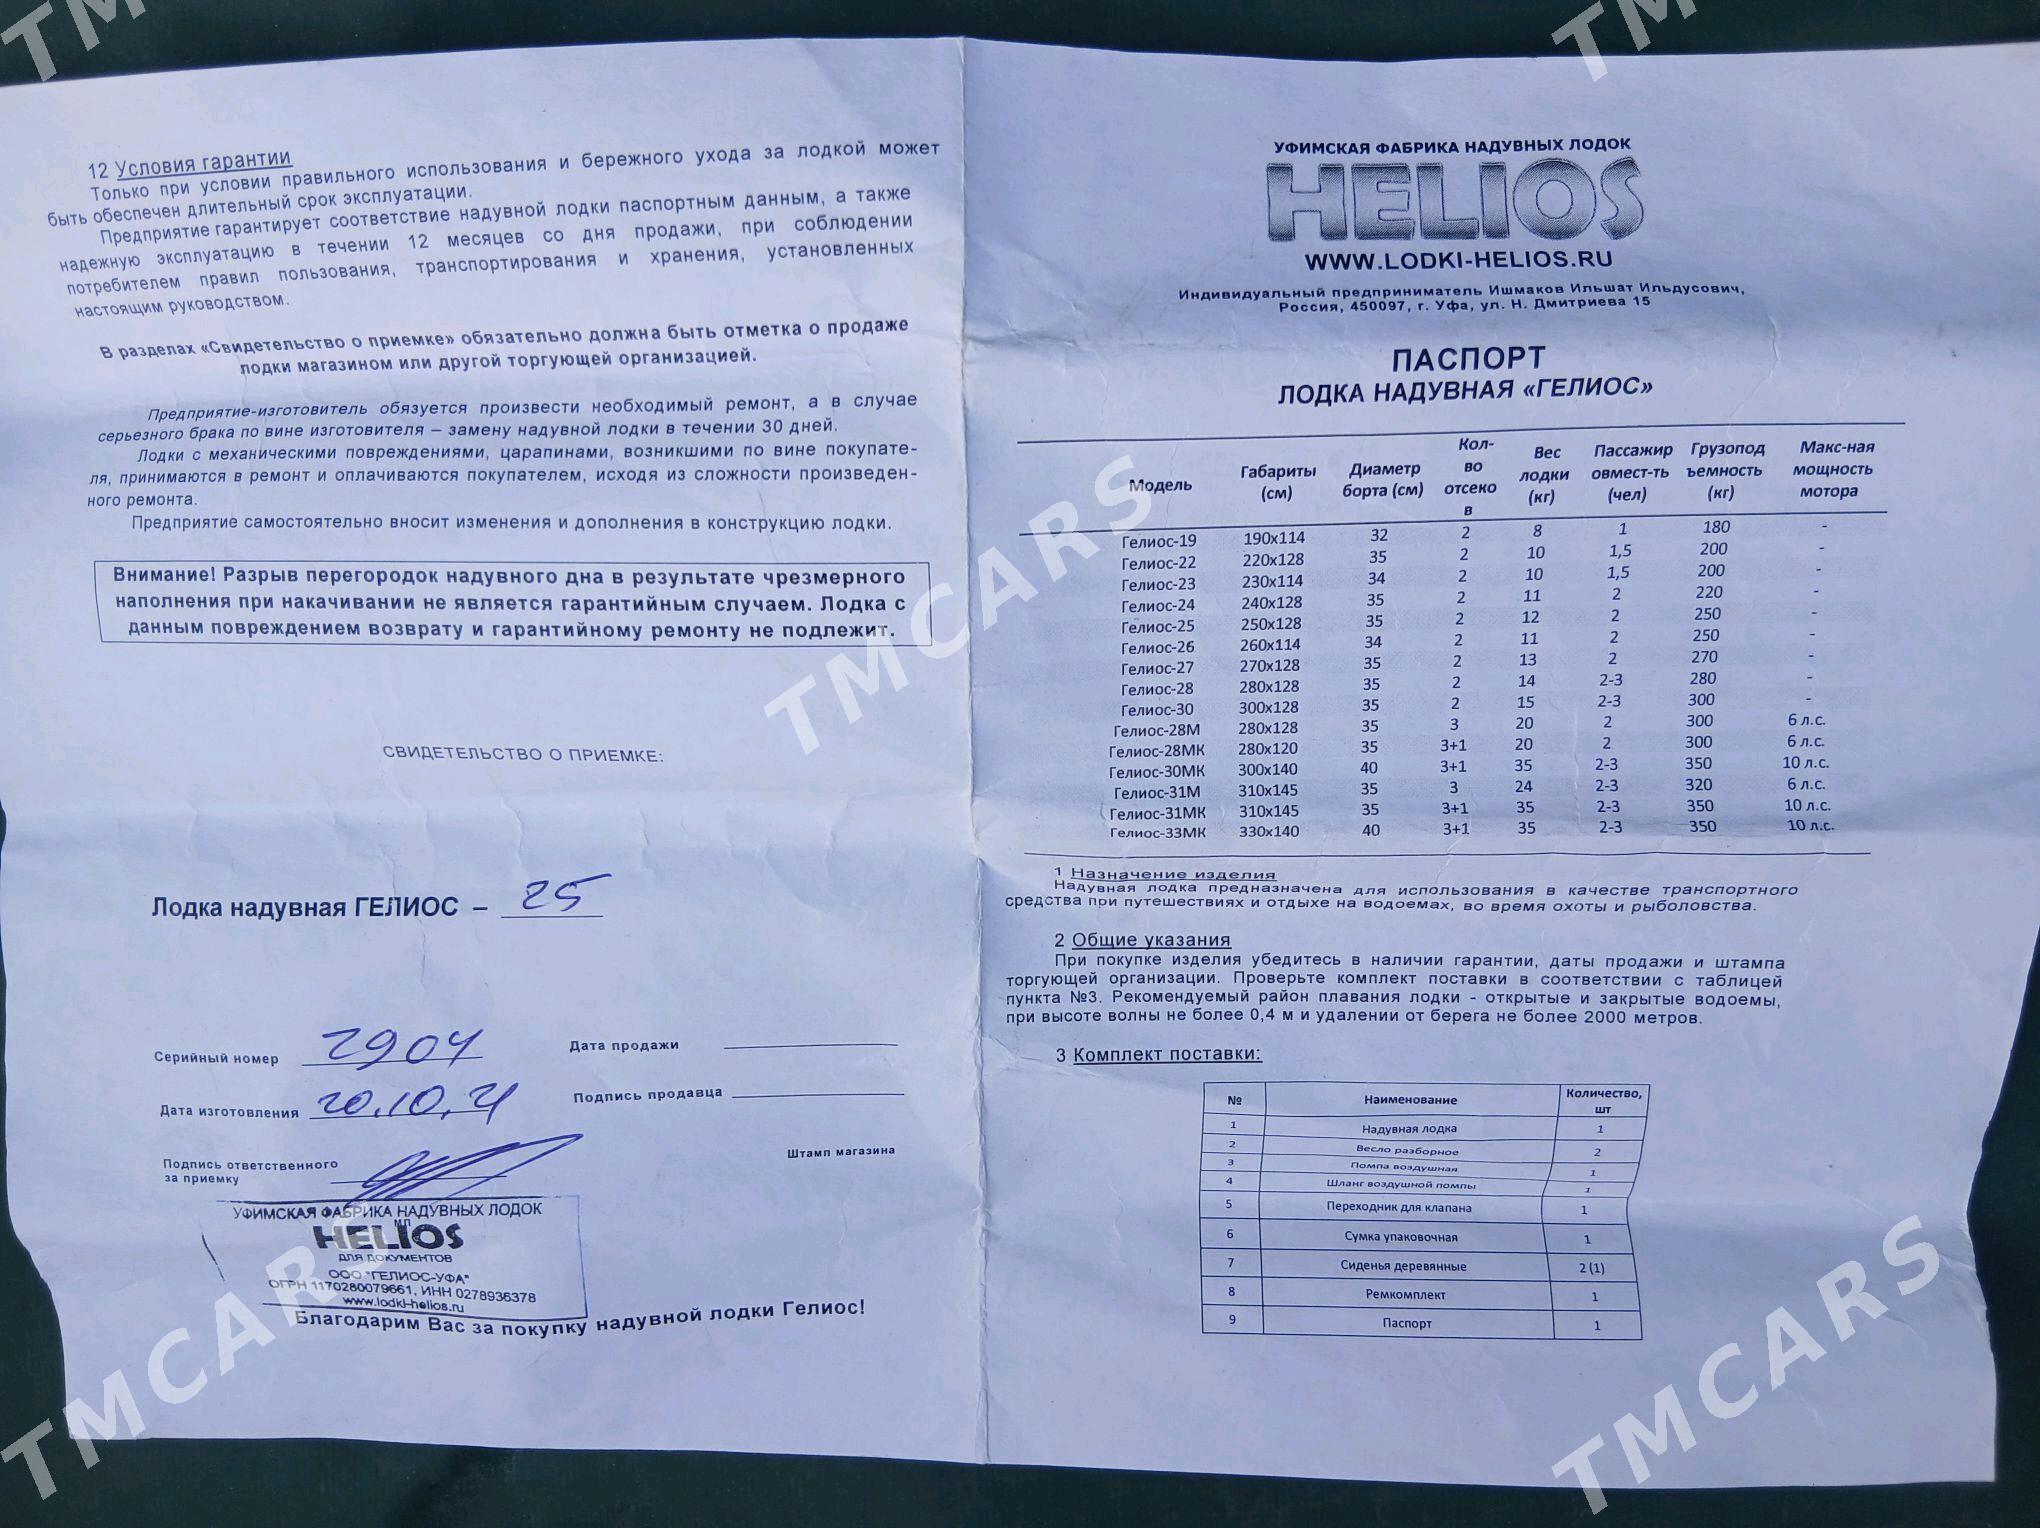 12 Условия гарантии
Только при условии правильного использования и бережного ухода за лодкой может
быть обеспечен длительный срок эксплуатации.
Предприятие гарантирует соответствие надувной лодки паспортным данным, а также
надежную эксплуатацию в течении 12 месяцев со дня продажи, при соблюдении
потребителем правил пользования, транспортирования и хранения, установленных
настоящим руководством.
В разделах «Свидетельство о приемке» обязательно должна быть отметка о продаже
лодки магазином или другой торгующей организацией.
Предприятие-изготовитель обязуется произвести необходимый ремонт, а в случае
серьезного брака по вине изготовителя – замену надувной лодки в течении 30 дней.
Лодки с механическими повреждениями, царапинами, возникшими по вине покупате-
ля, принимаются в ремонт и оплачиваются покупателем, исходя из сложности произведен-
ного ремонта.
Предприятие самостоятельно вносит изменения и дополнения в конструкцию лодки.
Внимание! Разрыв перегородок надувного дна в результате чрезмерного
наполнения при накачивании не является гарантийным случаем. Лодка с
данным повреждением возврату и гарантийному ремонту не подлежит.
СВИДЕТЕЛЬСТВО О ПРИЕМКЕ:
Лодка надувная ГЕЛИОС – 25
Серийный номер 2904 Дата продажи
Дата изготовления 20.10.21 Подпись продавца
Подпись ответственного
за приемку
Штамп магазина
УФИМСКАЯ ФАБРИКА НАДУВНЫХ ЛОДОК
МП
HELIOS
ДЛЯ ДОКУМЕНТОВ
ООО "ГЕЛИОС-УФА"
ОГРН 1170280079661, ИНН 0278936378
www.lodki-helios.ru
Благодарим Вас за покупку надувной лодки Гелиос!
УФИМСКАЯ ФАБРИКА НАДУВНЫХ ЛОДОК
HELIOS
WWW.LODKI-HELIOS.RU
Индивидуальный предприниматель Ишмаков Ильшат Ильдусович,
Россия, 450097, г. Уфа, ул. Н. Дмитриева 15
ПАСПОРТ
ЛОДКА НАДУВНАЯ «ГЕЛИОС»
Модель Габариты (см) Диаметр борта (см) Кол-во отсеков Вес лодки (кг) Пассажировмест-ть (чел) Грузоподъемность (кг) Макс-ная мощность мотора
Гелиос-19 190x114 32 2 8 1 180 -
Гелиос-22 220x128 35 2 10 1,5 200 -
Гелиос-23 230x114 34 2 10 1,5 200 -
Гелиос-24 240x128 35 2 11 2 220 -
Гелиос-25 250x128 35 2 12 2 250 -
Гелиос-26 260x114 34 2 11 2 250 -
Гелиос-27 270x128 35 2 13 2 270 -
Гелиос-28 280x128 35 2 14 2-3 280 -
Гелиос-30 300x128 35 2 15 2-3 300 -
Гелиос-28М 280x128 35 3 20 2 300 6 л.с.
Гелиос-28МК 280x120 35 3+1 20 2 300 6 л.с.
Гелиос-30МК 300x140 40 3+1 35 2-3 350 10 л.с.
Гелиос-31М 310x145 35 3 24 2-3 320 6 л.с.
Гелиос-31МК 310x145 35 3+1 35 2-3 350 10 л.с.
Гелиос-33МК 330x140 40 3+1 35 2-3 350 10 л.с.
1 Назначение изделия
Надувная лодка предназначена для использования в качестве транспортного
средства при путешествиях и отдыхе на водоемах, во время охоты и рыболовства.
2 Общие указания
При покупке изделия убедитесь в наличии гарантии, даты продажи и штампа
торгующей организации. Проверьте комплект поставки в соответствии с таблицей
пункта №3. Рекомендуемый район плавания лодки - открытые и закрытые водоемы,
при высоте волны не более 0,4 м и удалении от берега не более 2000 метров.
3 Комплект поставки:
№ Наименование Количество, шт
1 Надувная лодка 1
2 Весло разборное 2
3 Помпа воздушная 1
4 Шланг воздушной помпы 1
5 Переходник для клапана 1
6 Сумка упаковочная 1
7 Сиденья деревянные 2 (1)
8 Ремкомплект 1
9 Паспорт 1
TMCARS
TMCARS
TMCARS